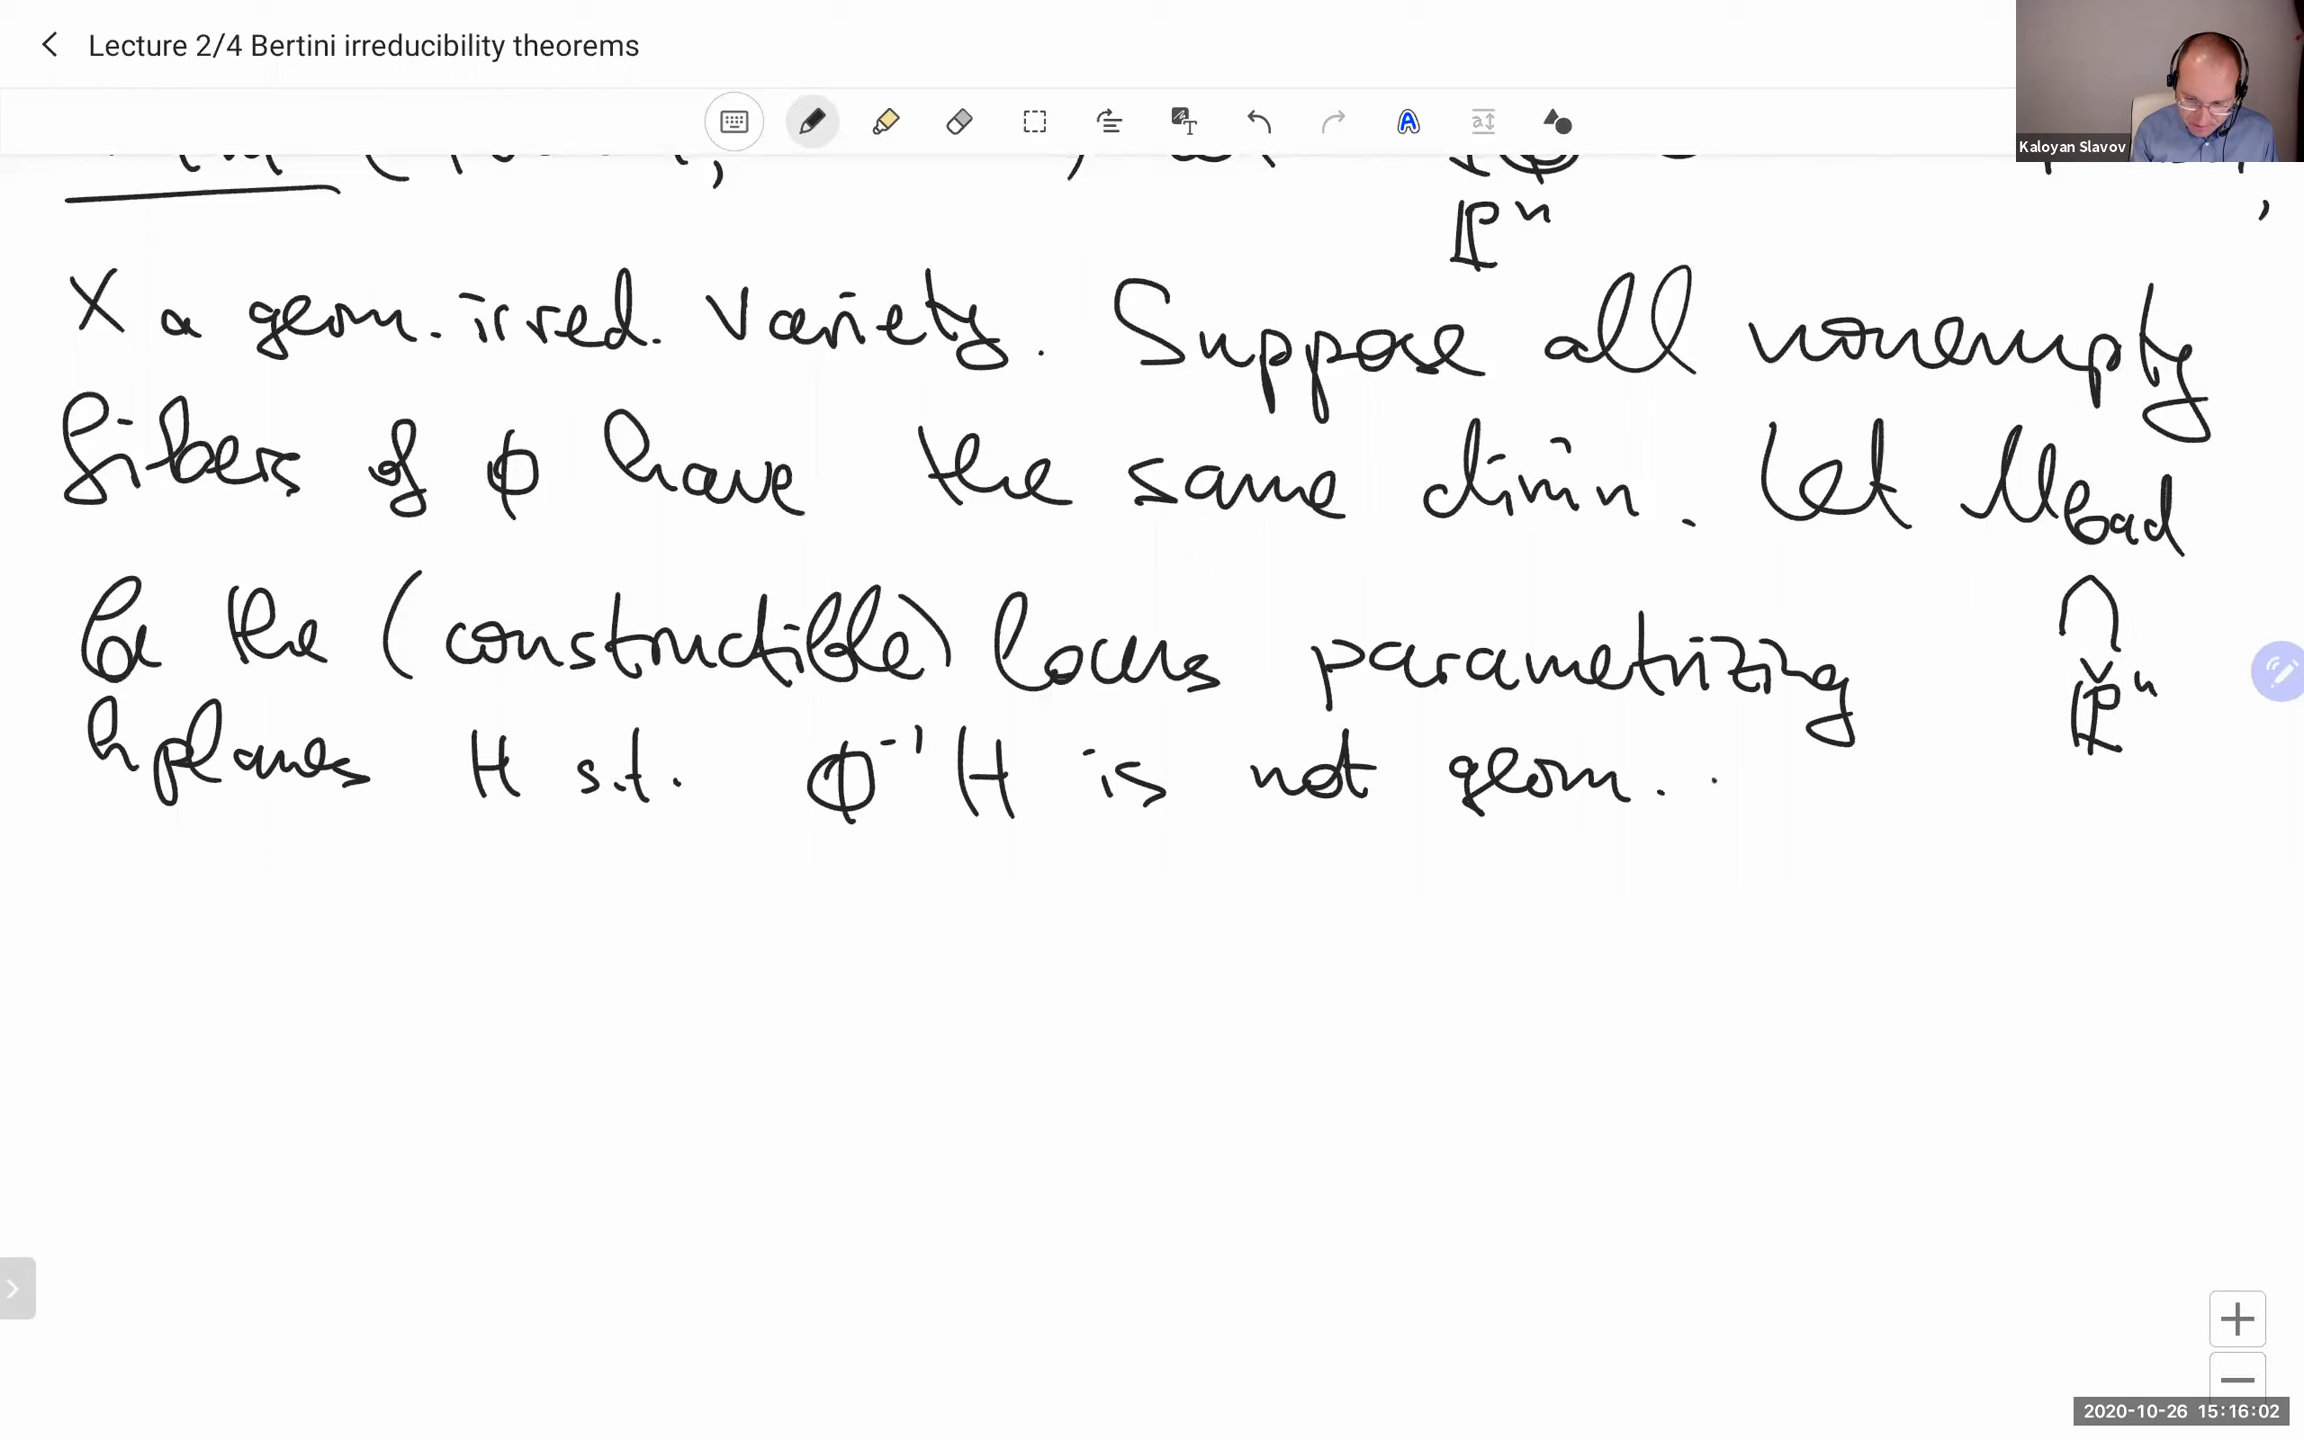 Lecture 2/4 Bertini irreducibility theorems
Kaloyan Slavov
ℙⁿ
X a geom. irred. variety. Suppose all nonempty
fibers of ϕ have the same dim'n. Let Mbad
be the (constructible) locus parametrizing ∩ ℙ̌ⁿ
hplanes H s.t. ϕ⁻¹H is not geom.
2020-10-26 15:16:02